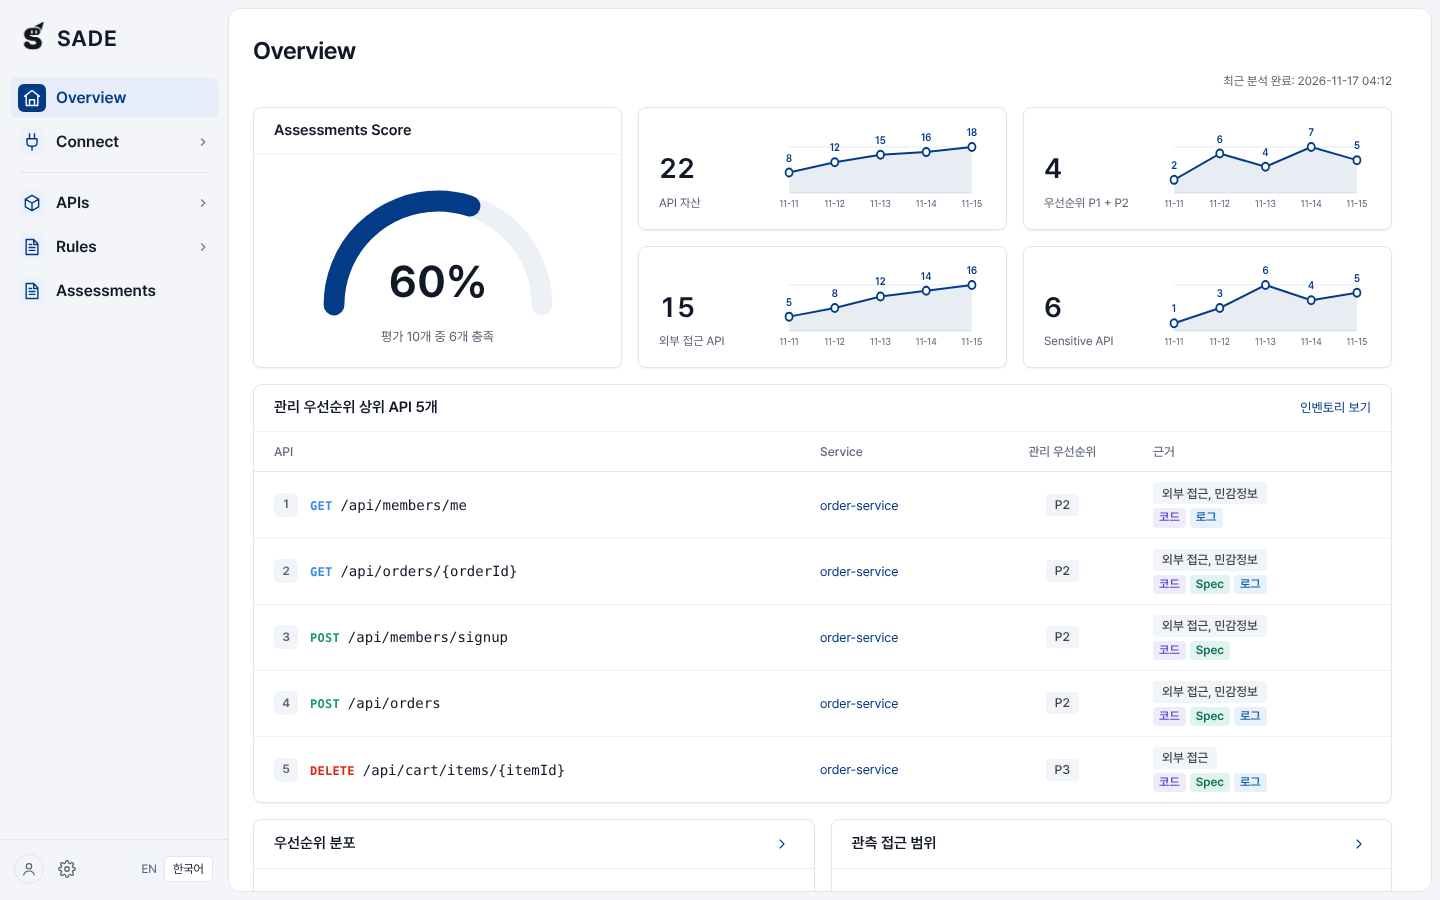 SADE
Overview
Connect
APIs
Rules
Assessments
EN 한국어
Overview
최근 분석 완료: 2026-11-17 04:12
Assessments Score
60%
평가 10개 중 6개 충족
22
API 자산
8 12 15 16 18
11-11 11-12 11-13 11-14 11-15
4
우선순위 P1 + P2
2 6 4 7 5
11-11 11-12 11-13 11-14 11-15
15
외부 접근 API
5 8 12 14 16
11-11 11-12 11-13 11-14 11-15
6
Sensitive API
1 3 6 4 5
11-11 11-12 11-13 11-14 11-15
관리 우선순위 상위 API 5개
인벤토리 보기
API Service 관리 우선순위 근거
1 GET /api/members/me order-service P2 외부 접근, 민감정보
코드 로그
2 GET /api/orders/{orderId} order-service P2 외부 접근, 민감정보
코드 Spec 로그
3 POST /api/members/signup order-service P2 외부 접근, 민감정보
코드 Spec
4 POST /api/orders order-service P2 외부 접근, 민감정보
코드 Spec 로그
5 DELETE /api/cart/items/{itemId} order-service P3 외부 접근
코드 Spec 로그
우선순위 분포
관측 접근 범위